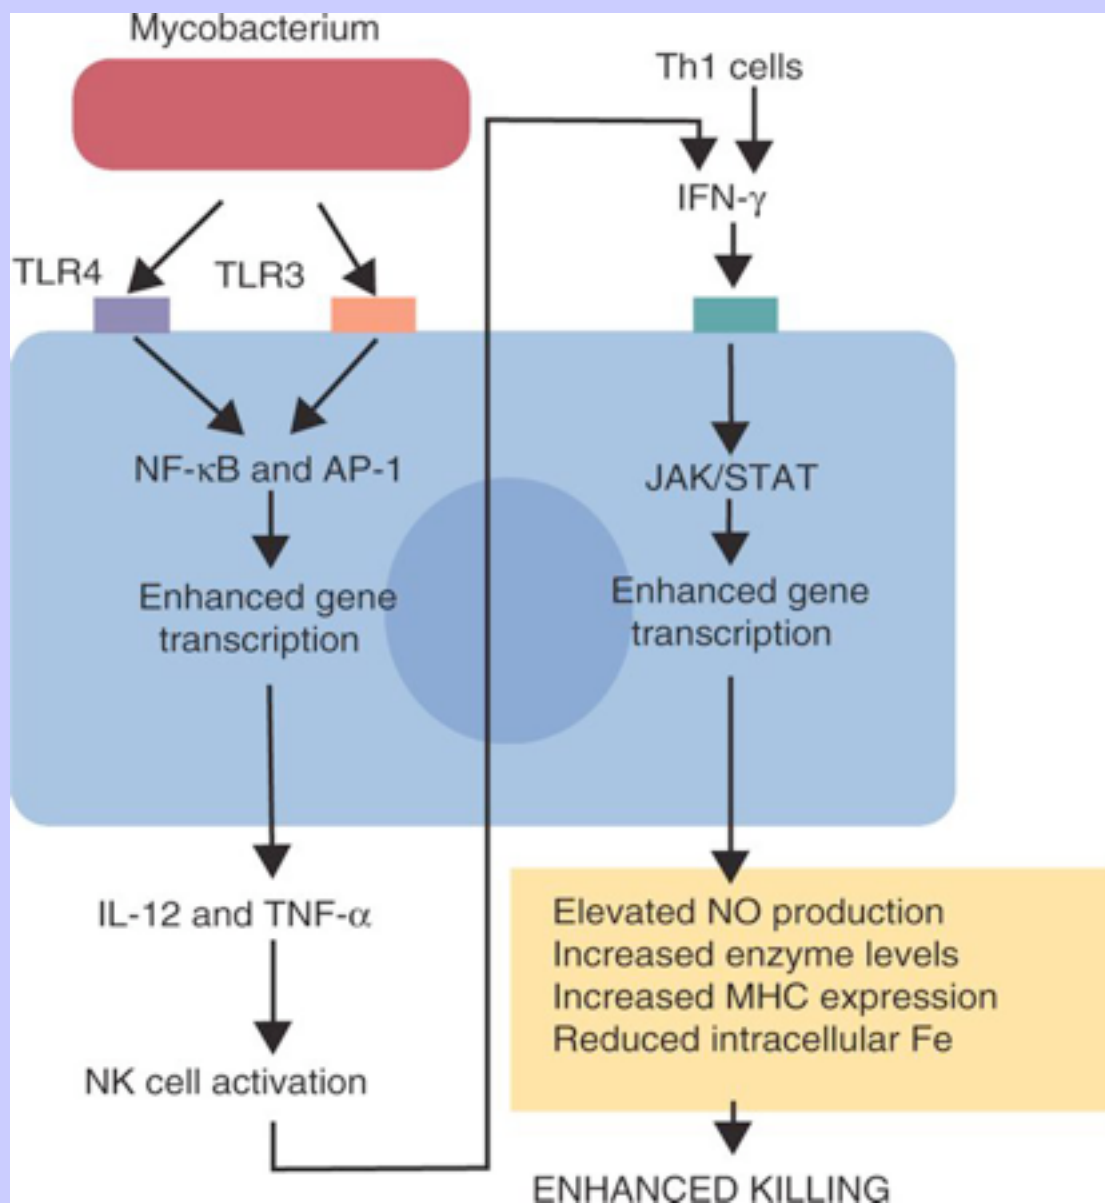 Mycobacterium
Th1 cells
IFN-γ
TLR4
TLR3
NF-κB and AP-1
JAK/STAT
Enhanced gene
transcription
Enhanced gene
transcription
IL-12 and TNF-α
Elevated NO production
Increased enzyme levels
Increased MHC expression
Reduced intracellular Fe
NK cell activation
ENHANCED KILLING